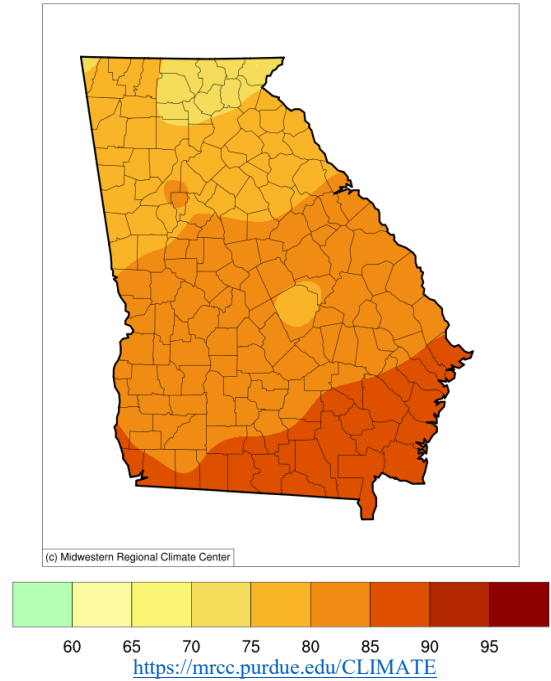 (c) Midwestern Regional Climate Center
60 65 70 75 80 85 90 95
https://mrcc.purdue.edu/CLIMATE